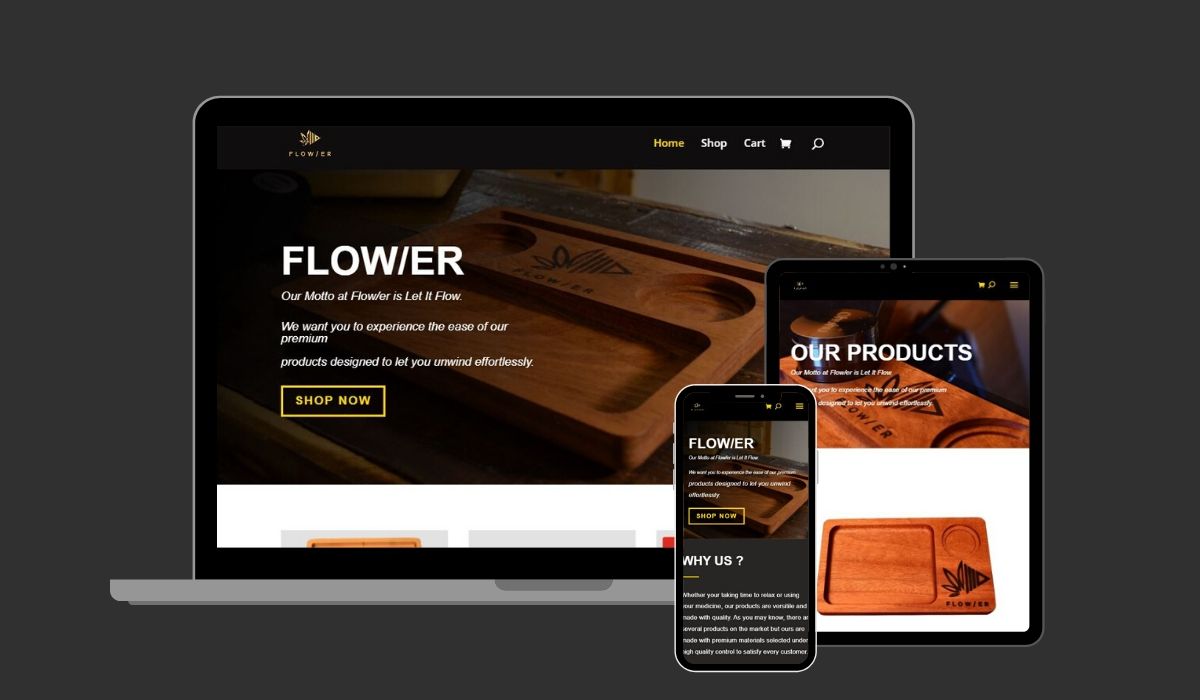 FLOW/ER
Home Shop Cart
FLOW/ER
FLOW/ER
Our Motto at Flow/er is Let It Flow.
We want you to experience the ease of our
premium
products designed to let you unwind effortlessly.
SHOP NOW
OUR PRODUCTS
Our Motto at Flow/er is Let It Flow
you to experience the ease of our premium
designed to let you unwind effortlessly.
FLOW/ER
FLOW/ER
FLOW/ER
Our Motto at Flow/er is Let It Flow
We want you to experience the ease of our premium
products designed to let you unwind
effortlessly.
SHOP NOW
WHY US ?
Whether your taking time to relax or using
your medicine, our products are versitile and
made with quality. As you may know, there ar
several products on the market but ours are
made with premium materials selected under
high quality control to satisfy every customer.